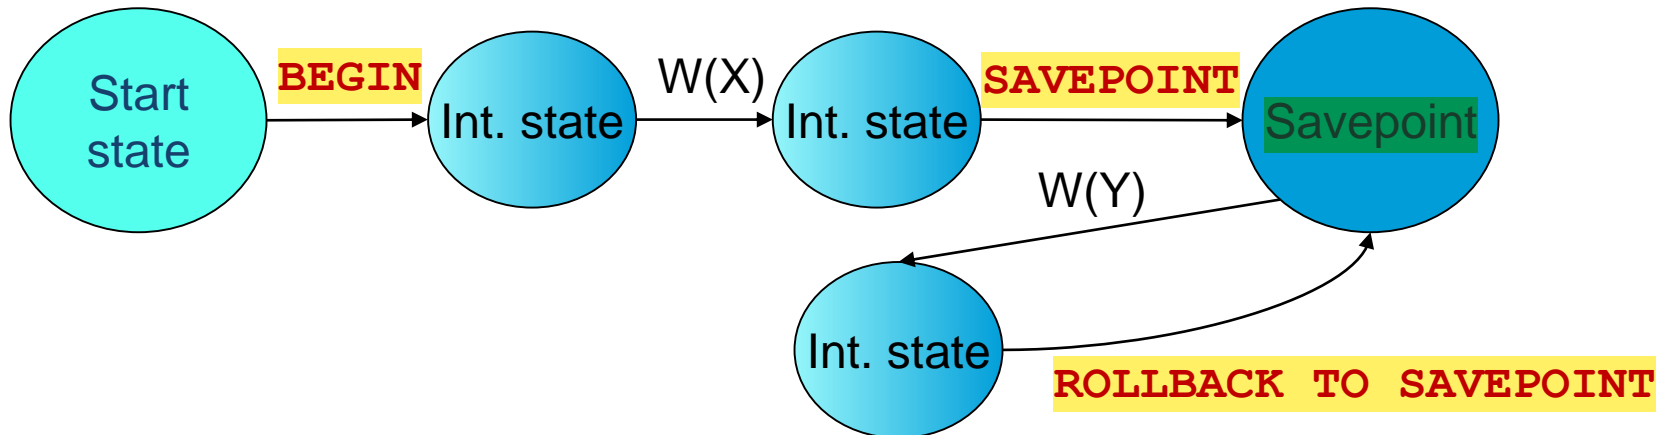 Start
state
BEGIN
Int. state
W(X)
Int. state
SAVEPOINT
Savepoint
W(Y)
Int. state
ROLLBACK TO SAVEPOINT